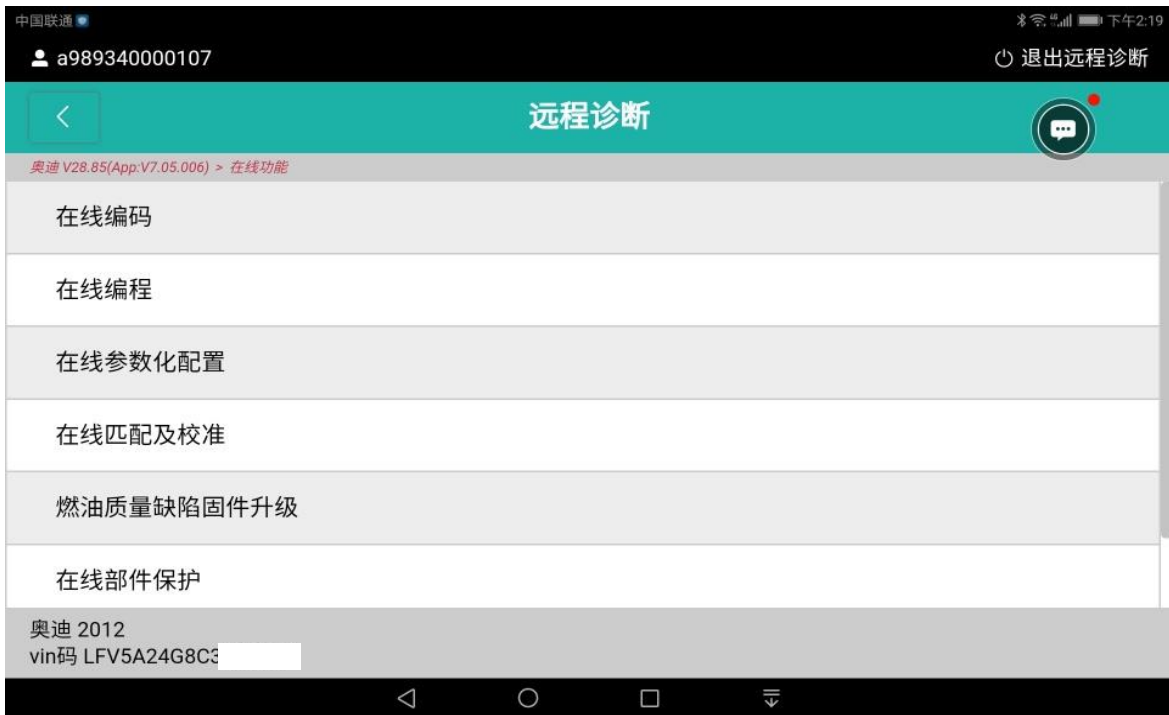 中国联通 下午2:19
a989340000107 退出远程诊断
远程诊断
奥迪 V28.85(App:V7.05.006) > 在线功能
在线编码
在线编程
在线参数化配置
在线匹配及校准
燃油质量缺陷固件升级
在线部件保护
奥迪 2012
vin码 LFV5A24G8C3